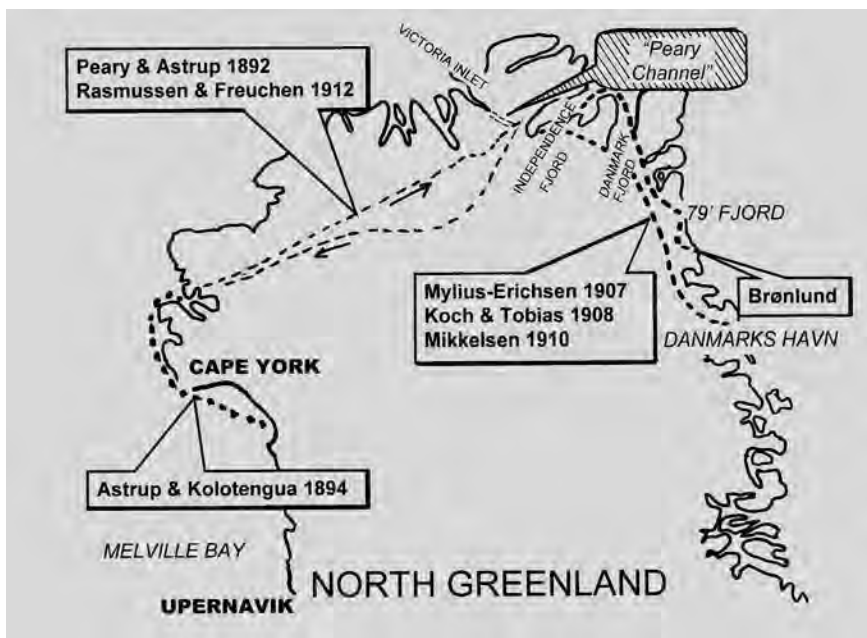 "Peary
Channel"
VICTORIA INLET
Peary & Astrup 1892
Rasmussen & Freuchen 1912
INDEPENDENCE
FJORD
DANMARK
FJORD
79' FJORD
Mylius-Erichsen 1907
Koch & Tobias 1908
Mikkelsen 1910
Brønlund
DANMARKS HAVN
CAPE YORK
Astrup & Kolotengua 1894
MELVILLE BAY
NORTH GREENLAND
UPERNAVIK